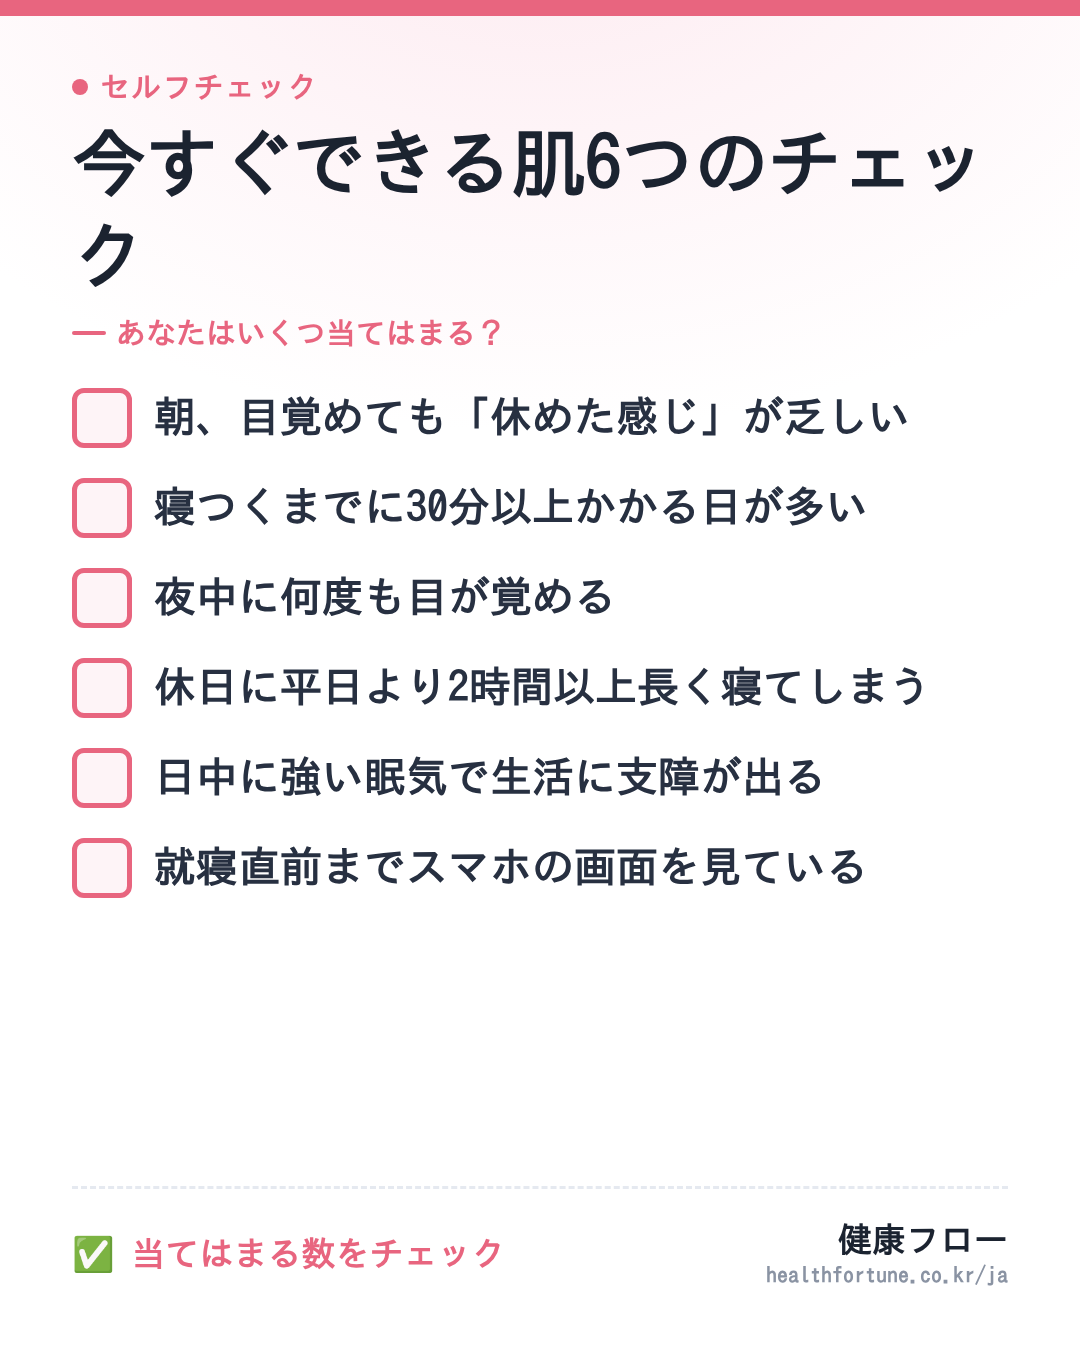 セルフチェック
今すぐできる肌6つのチェッ
ク
あなたはいくつ当てはまる？
朝、目覚めても「休めた感じ」が乏しい
寝つくまでに30分以上かかる日が多い
夜中に何度も目が覚める
休日に平日より2時間以上長く寝てしまう
日中に強い眠気で生活に支障が出る
就寝直前までスマホの画面を見ている
✅ 当てはまる数をチェック
健康フロー
healthfortune.co.kr/ja